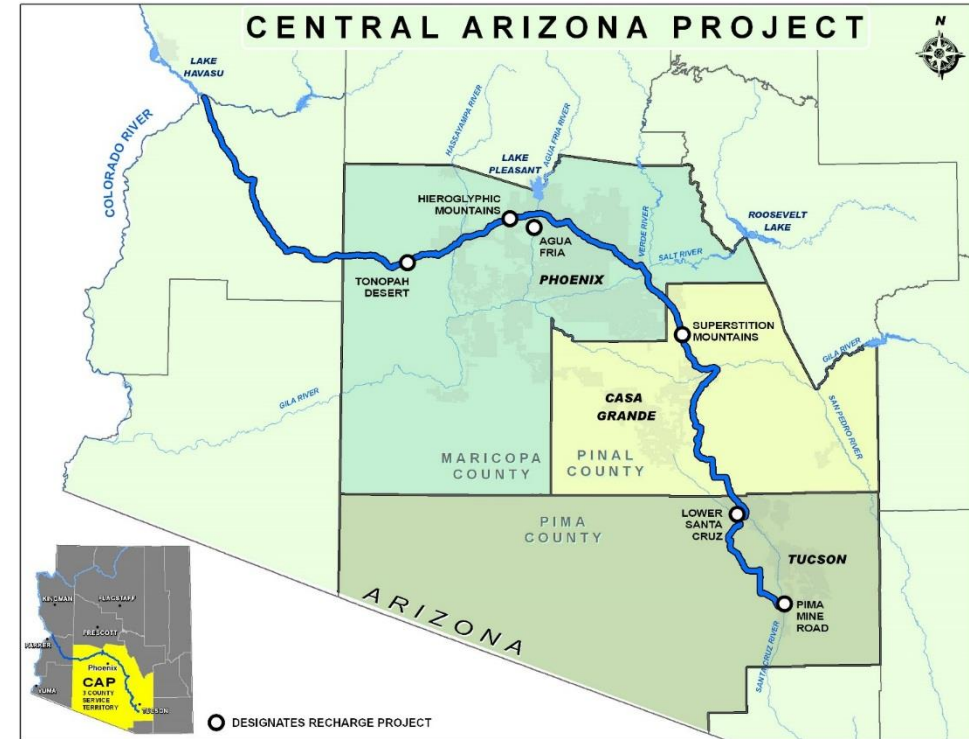 CENTRAL ARIZONA PROJECT
N
LAKE
HAVASU
COLORADO RIVER
HASSAYAMPA RIVER
LAKE
PLEASANT
AGUA FRIA RIVER
HIEROGLYPHIC
MOUNTAINS
AGUA
FRIA
VERDE RIVER
ROOSEVELT
LAKE
SALT RIVER
TONOPAH
DESERT
PHOENIX
SUPERSTITION
MOUNTAINS
GILA RIVER
GILA RIVER
CASA
GRANDE
SAN PEDRO RIVER
MARICOPA
COUNTY
PINAL
COUNTY
LOWER
SANTA
CRUZ
PIMA
COUNTY
TUCSON
ARIZONA
PIMA
MINE
ROAD
SANTA CRUZ RIVER
KINGMAN
FLAGSTAFF
PRESCOTT
PARKER
Phoenix
CAP
3 COUNTY
SERVICE
TERRITORY
YUMA
TUCSON
DESIGNATES RECHARGE PROJECT